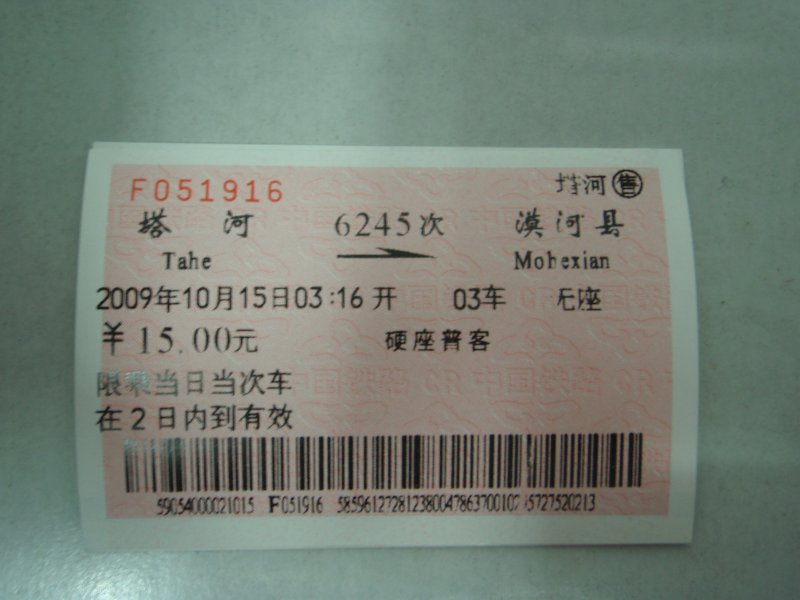 F051916 塔河 售
塔河 6245次 漠河县
Tahe Mohexian
2009年10月15日03:16开 03车 无座
¥15.00元 硬座普客
限乘当日当次车
在2日内到有效
59054000021015 F051916